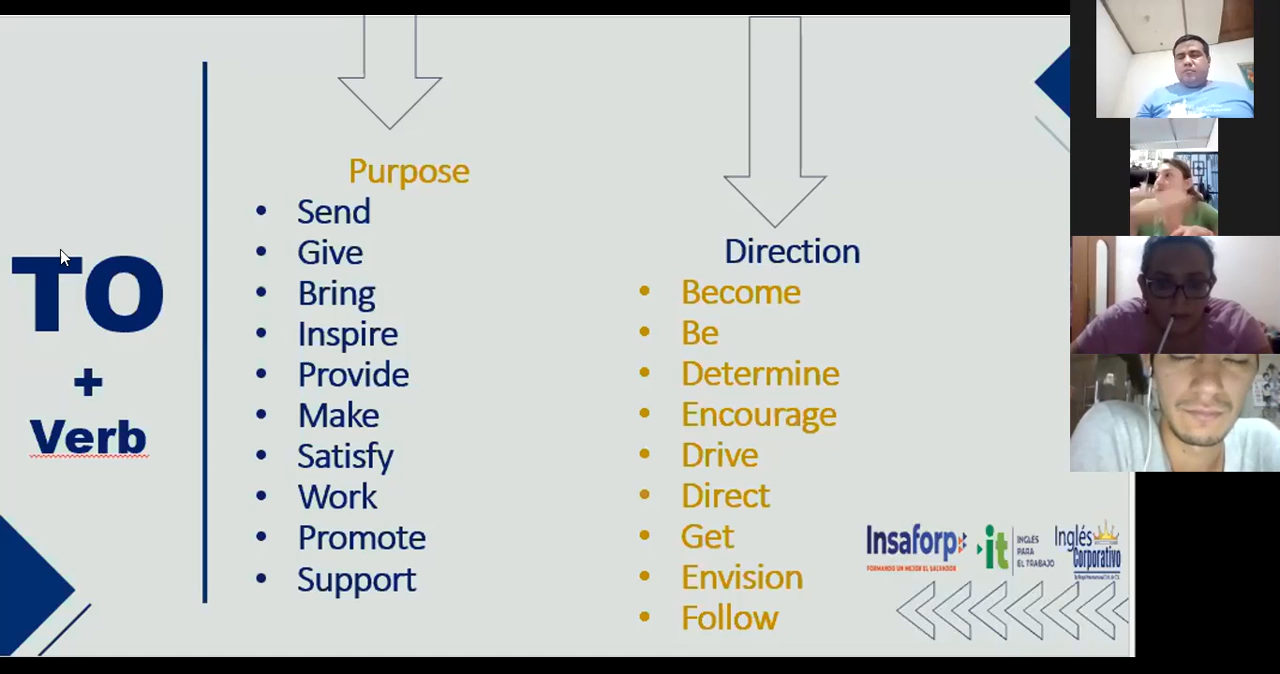 TO
+
Verb
Purpose
Send
Give
Bring
Inspire
Provide
Make
Satisfy
Work
Promote
Support
Direction
Become
Be
Determine
Encourage
Drive
Direct
Get
Envision
Follow
Insaforp
FORMANDO UN MEJOR EL SALVADOR
it
INGLÉS
PARA
EL TRABAJO
Inglés
Corporativo